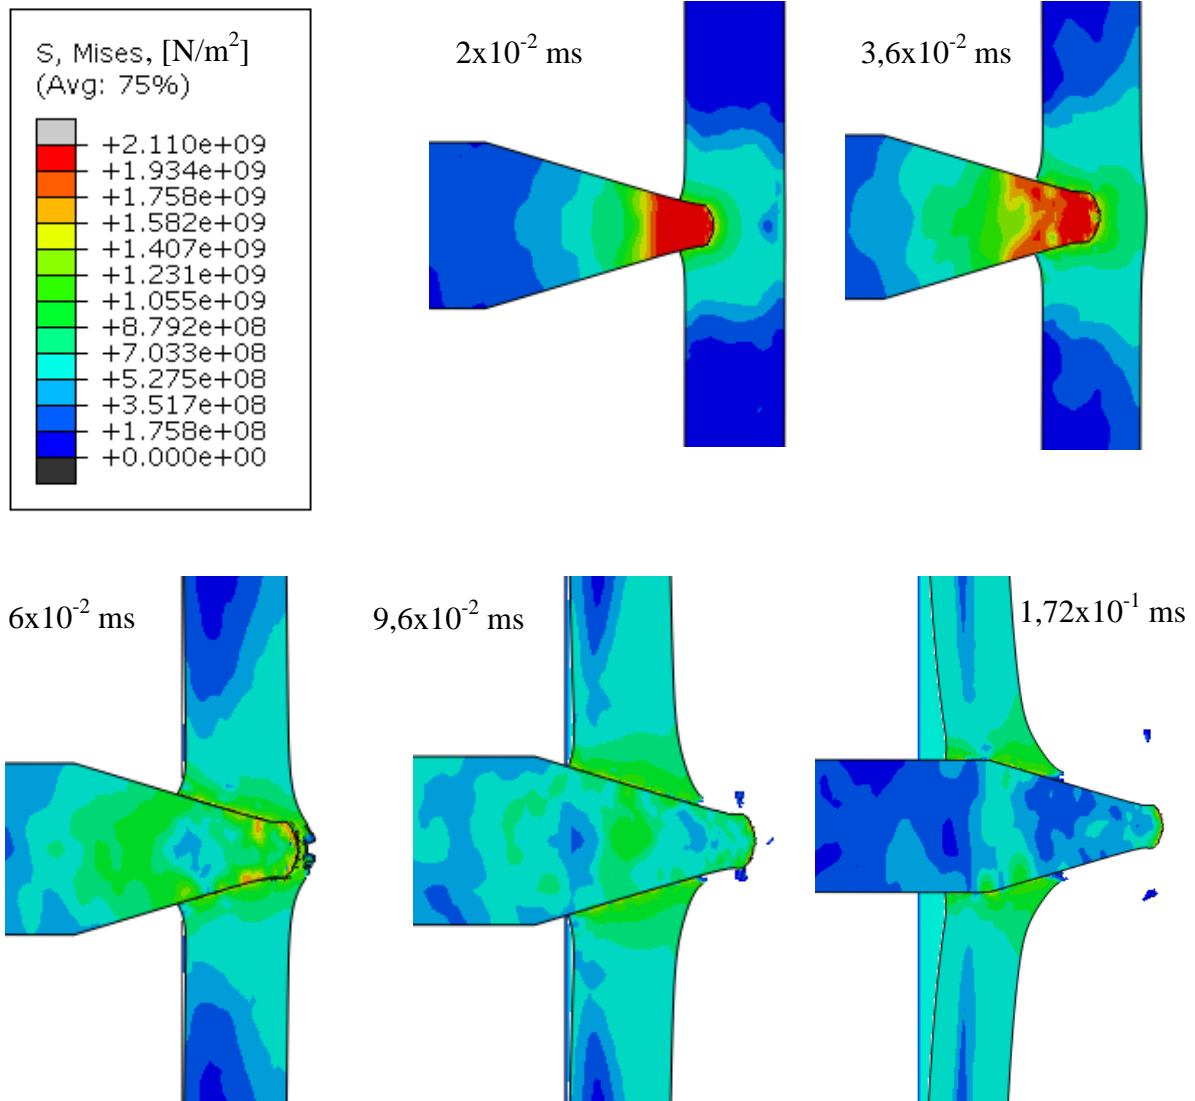 S, Mises, [N/m²]
(Avg: 75%)
+2.110e+09
+1.934e+09
+1.758e+09
+1.582e+09
+1.407e+09
+1.231e+09
+1.055e+09
+8.792e+08
+7.033e+08
+5.275e+08
+3.517e+08
+1.758e+08
+0.000e+00
2x10⁻² ms
3,6x10⁻² ms
6x10⁻² ms
9,6x10⁻² ms
1,72x10⁻¹ ms